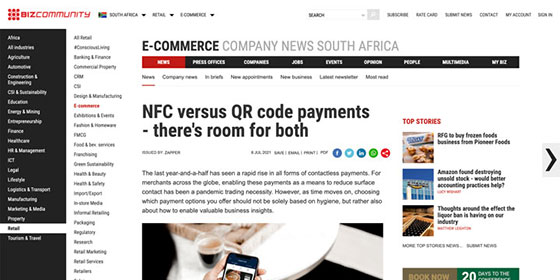 BIZCOMMUNITY
SOUTH AFRICA
RETAIL
E-COMMERCE
Search
SUBSCRIBE
RATE CARD
SUBMIT NEWS
CONTACT
MY ACCOUNT
SIGN IN
Africa
All industries
Agriculture
Automotive
Construction & Engineering
CSI & Sustainability
Education
Energy & Mining
Entrepreneurship
Finance
Healthcare
HR & Management
ICT
Legal
Lifestyle
Logistics & Transport
Manufacturing
Marketing & Media
Property
Retail
Tourism & Travel
All Retail
#ConsciousLiving
Banking & Finance
Commercial Property
CRM
CSI
Design & Manufacturing
E-commerce
Exhibitions & Events
Fashion & Homeware
FMCG
Food & bev. services
Franchising
Green Sustainability
Health & Beauty
Hospitality
Import/Export
In-store Media
Informal Retailing
Packaging
Regulatory
Research
Retail Marketing
Retail Services
Retailers
E-COMMERCE COMPANY NEWS SOUTH AFRICA
NEWS
PRESS OFFICES
COMPANIES
JOBS
EVENTS
OPINION
PEOPLE
MULTIMEDIA
MY BIZ
News
Company news
In briefs
New appointments
New business
Latest newsletter
Most read
NFC versus QR code payments
- there's room for both
ISSUED BY: ZAPPER
8 JUL 2021
SAVE | EMAIL | PRINT | PDF
The last year-and-a-half has seen a rapid rise in all forms of contactless payments. For
merchants across the globe, enabling these payments as a means to reduce surface
contact has been a pandemic trading necessity. However, as time moves on, choosing
which payment options you offer should not be solely based on hygiene, but rather also
about how to enable valuable business insights.
TOP STORIES
RFG to buy frozen foods
business from Pioneer Foods
Amazon found destroying
unsold stock - would better
accounting practices help?
LUCY WISHART
Thoughts around the effect the
liquor ban is having on our
industry
MATTHEW LEIGHTON
MORE TOP STORIES
SUBMIT NEWS
BOOK NOW
20 DAYS
TO THE CONFERENCE